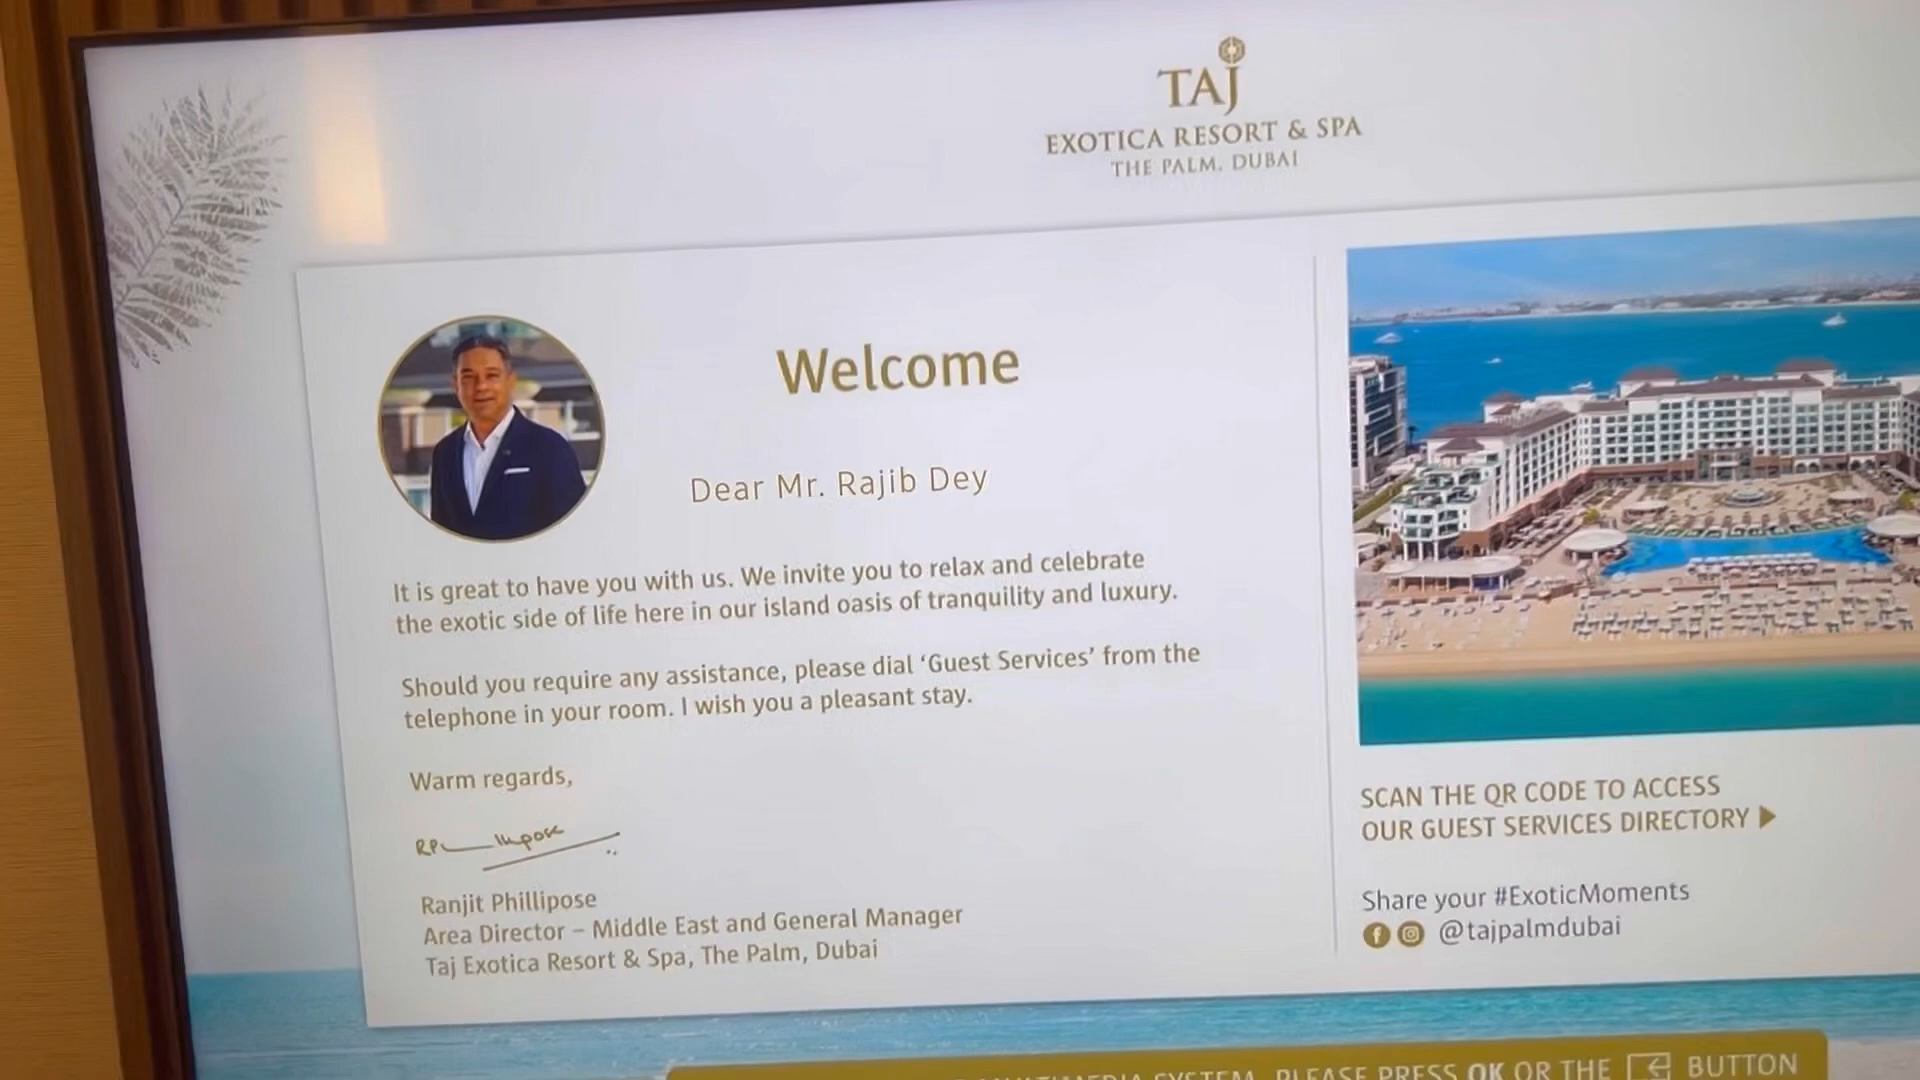 TAJ
EXOTICA RESORT & SPA
THE PALM, DUBAI
Welcome
Dear Mr. Rajib Dey
It is great to have you with us. We invite you to relax and celebrate
the exotic side of life here in our island oasis of tranquility and luxury.
Should you require any assistance, please dial ‘Guest Services’ from the
telephone in your room. I wish you a pleasant stay.
Warm regards,
Ranjit Phillipose
Area Director – Middle East and General Manager
Taj Exotica Resort & Spa, The Palm, Dubai
SCAN THE QR CODE TO ACCESS
OUR GUEST SERVICES DIRECTORY
Share your #ExoticMoments
@tajpalmdubai
SYSTEM, PLEASE PRESS OK OR THE BUTTON